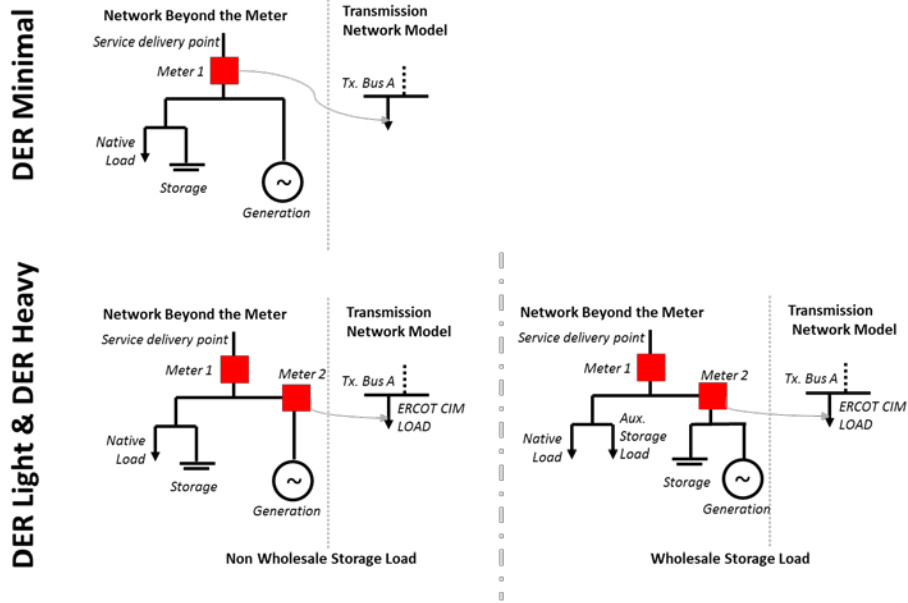 DER Minimal
Network Beyond the Meter
Service delivery point
Meter 1
Native
Load
Storage
~
Generation
Transmission
Network Model
Tx. Bus A
DER Light & DER Heavy
Network Beyond the Meter
Service delivery point
Meter 1
Meter 2
Native
Load
Storage
~
Generation
Transmission
Network Model
Tx. Bus A
ERCOT CIM
LOAD
Non Wholesale Storage Load
Network Beyond the Meter
Service delivery point
Meter 1
Meter 2
Native
Load
Aux.
Storage
Load
Storage
~
Generation
Transmission
Network Model
Tx. Bus A
ERCOT CIM
LOAD
Wholesale Storage Load